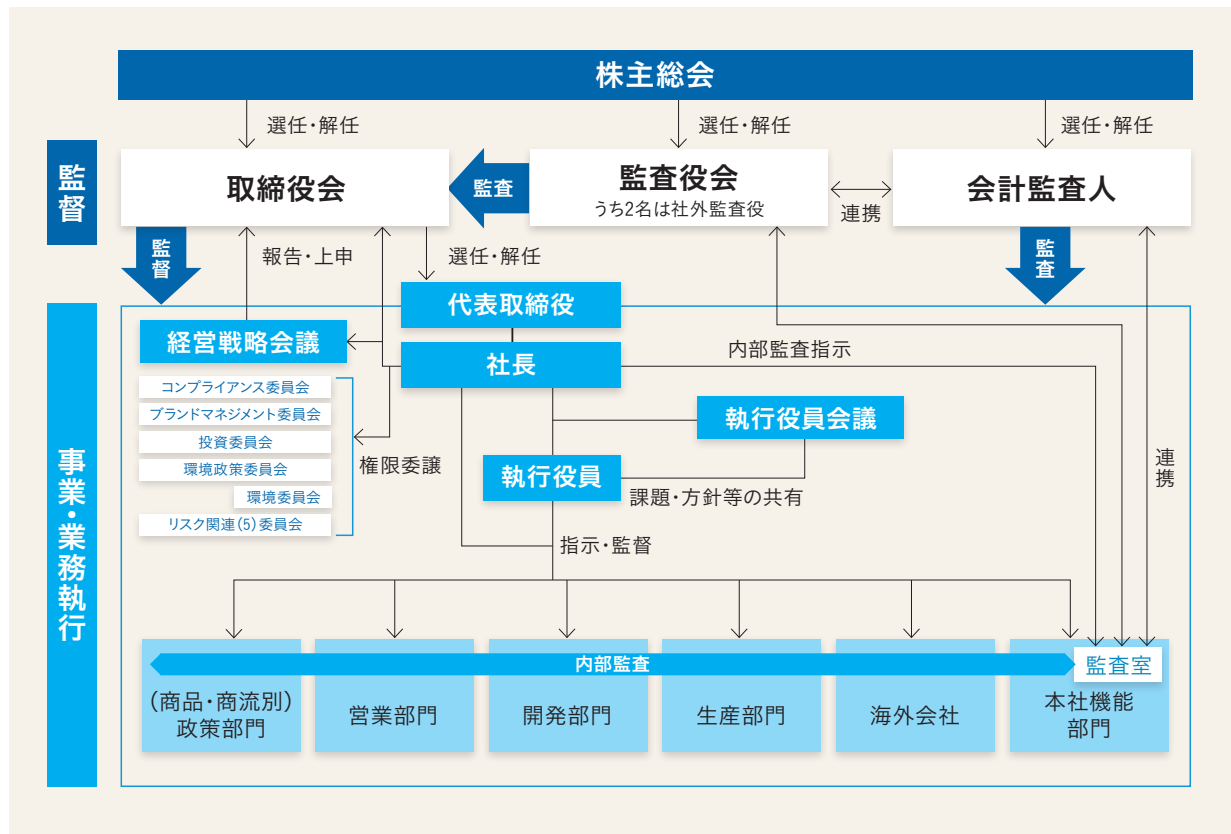 株主総会
選任・解任
選任・解任
選任・解任
監督
取締役会
監査
監査役会
うち2名は社外監査役
連携
会計監査人
監督
報告・上申
選任・解任
監査
事業・業務執行
代表取締役
経営戦略会議
社長
内部監査指示
コンプライアンス委員会
ブランドマネジメント委員会
投資委員会
環境政策委員会
環境委員会
リスク関連(5)委員会
権限委譲
執行役員会議
執行役員
課題・方針等の共有
連携
指示・監督
内部監査
監査室
(商品・商流別)
政策部門
営業部門
開発部門
生産部門
海外会社
本社機能
部門